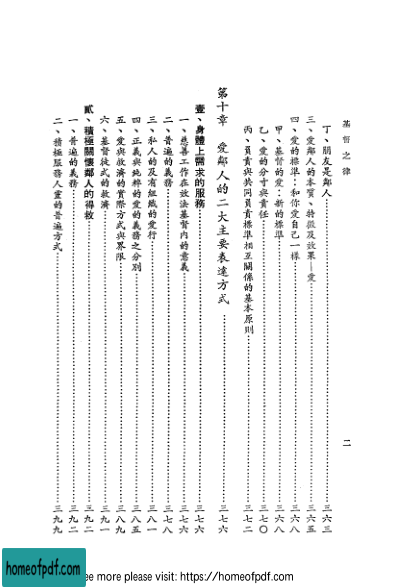 基督之律
二
丁、朋友是鄰人……三六三
三、愛鄰人的本質、特徵及效果—愛……三六五
四、愛的標準：和你愛自己一樣……三六八
甲、基督的愛：新的標準……三六八
乙、愛的分寸與責任……三七〇
丙、負責與共同負責標準相互關係的基本原則……三七二
第十章 愛鄰人的二大主要表達方式……三七六
壹、身體上需求的服務……三七六
一、慈善工作在效法基督內的意義……三七六
二、普遍的義務……三七八
三、私人的及有組織的愛行……三八一
四、正義與純粹的愛的義務之分別……三八五
五、愛與救濟的實際方式與界限……三八九
六、基督徒式的救濟……三九一
貳、積極關懷鄰人的得救……三九二
一、普遍的義務……三九二
二、積極服務人靈的普遍方式……三九九
homeofpdf.com
ee more please visit: https://homeofpdf.com